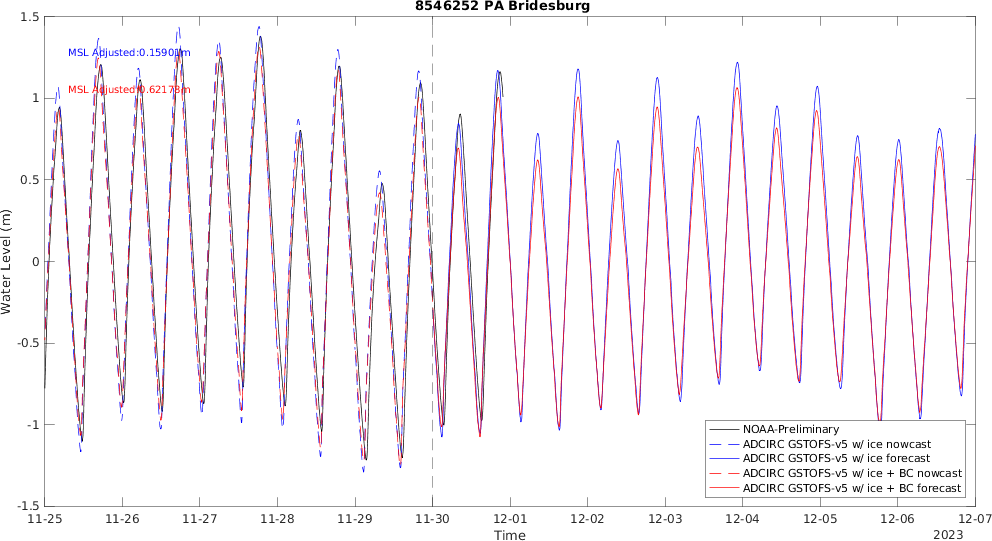 8546252 PA Bridesburg
1.5
MSL Adjusted:0.15901m
MSL Adjusted:0.62173m
1
0.5
0
-0.5
-1
-1.5
Water Level (m)
NOAA-Preliminary
ADCIRC GSTOFS-v5 w/ ice nowcast
ADCIRC GSTOFS-v5 w/ ice forecast
ADCIRC GSTOFS-v5 w/ ice + BC nowcast
ADCIRC GSTOFS-v5 w/ ice + BC forecast
11-25 11-26 11-27 11-28 11-29 11-30 12-01 12-02 12-03 12-04 12-05 12-06 12-07
Time
2023